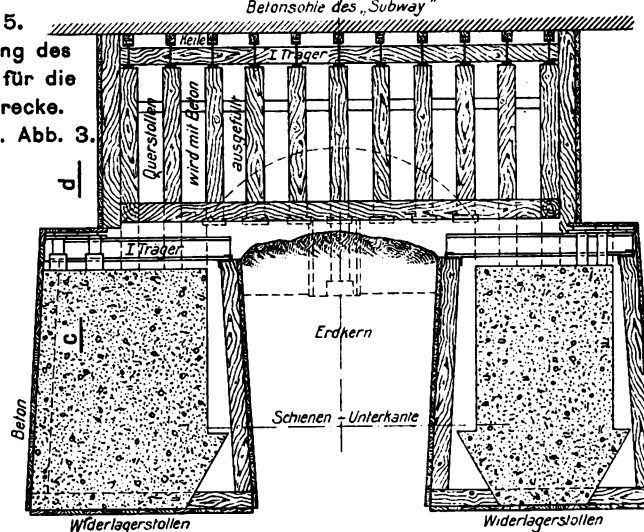 Betonsohle des „Subway"
5.
ng des
für die
recke.
. Abb. 3.
Keile
I Träger
Querstollen
wird mit Beton
ausgefüllt
d
I Träger
c
Erdkern
Schienen - Unterkante
Beton
Widerlagerstollen
Widerlagerstollen